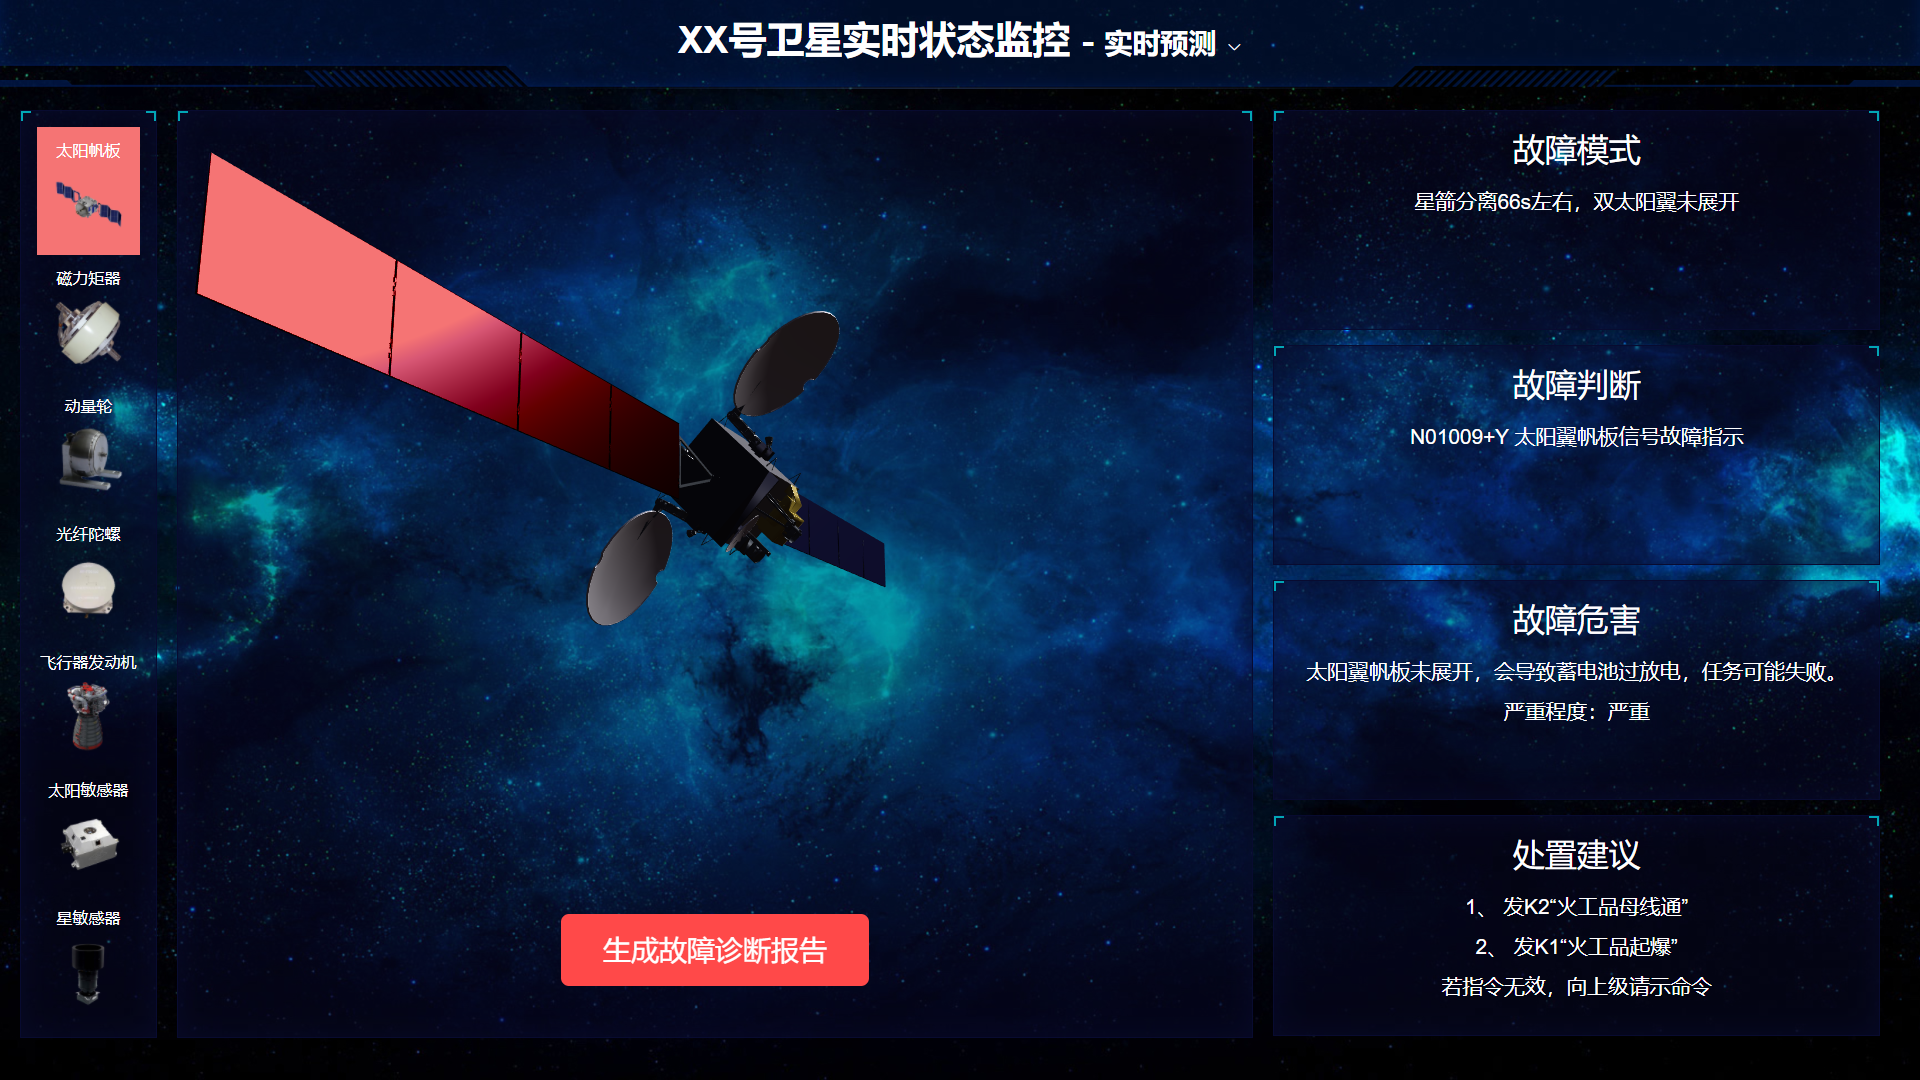 XX号卫星实时状态监控 - 实时预测
太阳帆板
磁力矩器
动量轮
光纤陀螺
飞行器发动机
太阳敏感器
星敏感器
生成故障诊断报告
故障模式
星箭分离66s左右，双太阳翼未展开
故障判断
N01009+Y 太阳翼帆板信号故障指示
故障危害
太阳翼帆板未展开，会导致蓄电池过放电，任务可能失败。
严重程度：严重
处置建议
1、 发K2“火工品母线通”
2、 发K1“火工品起爆”
若指令无效，向上级请示命令